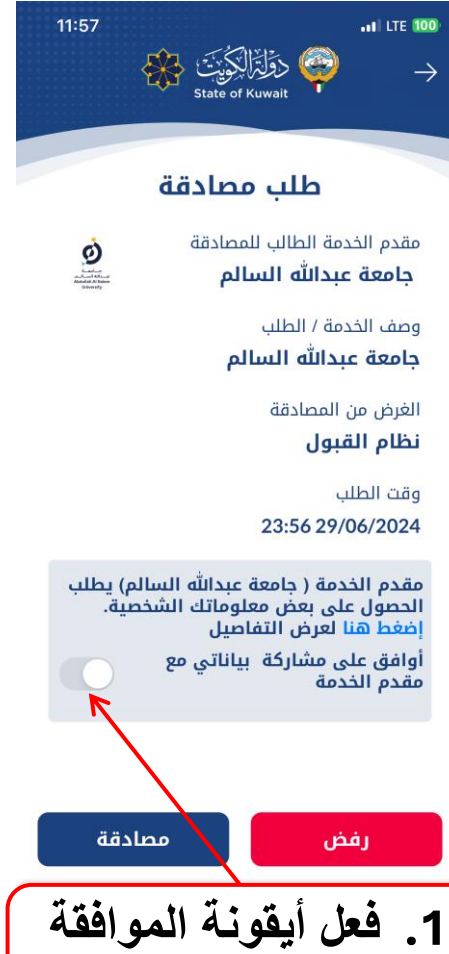 11:57
LTE 100
دولة الكويت
State of Kuwait
طلب مصادقة
مقدم الخدمة الطالب للمصادقة
جامعة عبدالله السالم
وصف الخدمة / الطلب
جامعة عبدالله السالم
الغرض من المصادقة
نظام القبول
وقت الطلب
23:56 29/06/2024
مقدم الخدمة ( جامعة عبدالله السالم) يطلب
الحصول على بعض معلوماتك الشخصية.
إضغط هنا لعرض التفاصيل
أوافق على مشاركة بياناتي مع
مقدم الخدمة
رفض
مصادقة
1. فعل أيقونة الموافقة